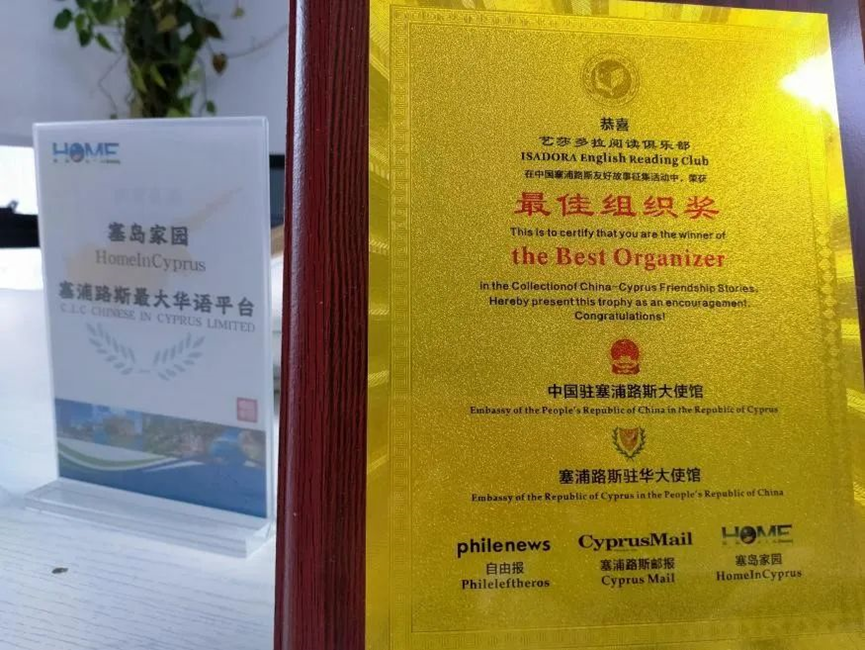 HOME
塞岛家园
HomeInCyprus
塞浦路斯最大华语平台
C.I.C CHINESE IN CYPRUS LIMITED
恭喜
艺莎多拉阅读俱乐部
ISADORA English Reading Club
在中国塞浦路斯友好故事征集活动中，荣获
最佳组织奖
This is to certify that you are the winner of
the Best Organizer
in the Collectionof China-Cyprus Friendship Stories,
Hereby present this trophy as an encouragement.
Congratulations!
中国驻塞浦路斯大使馆
Embassy of the People's Republic of China in the Republic of Cyprus
塞浦路斯驻华大使馆
Embassy of the Republic of Cyprus in the People's Republic of China
philenews
自由报
Phileleftheros
CyprusMail
塞浦路斯邮报
Cyprus Mail
HOME
塞岛家园
HomeInCyprus